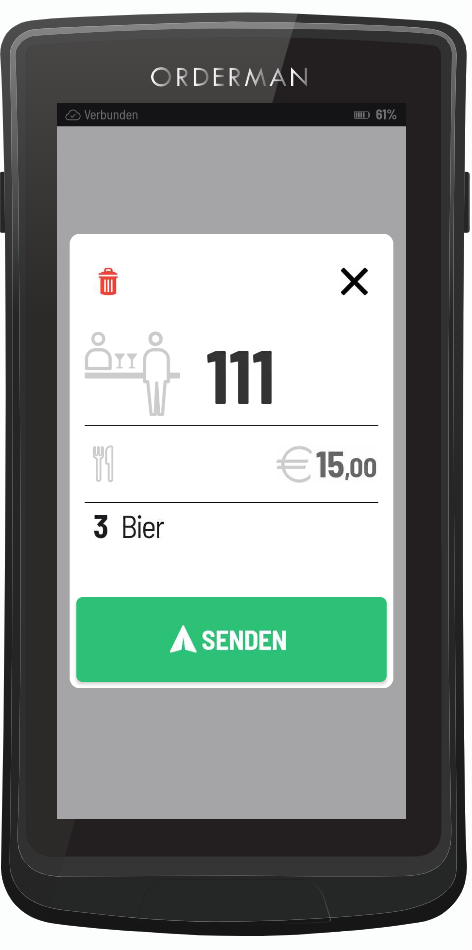 ORDERMAN
Verbunden 61%
111
€ 15,00
3 Bier
SENDEN